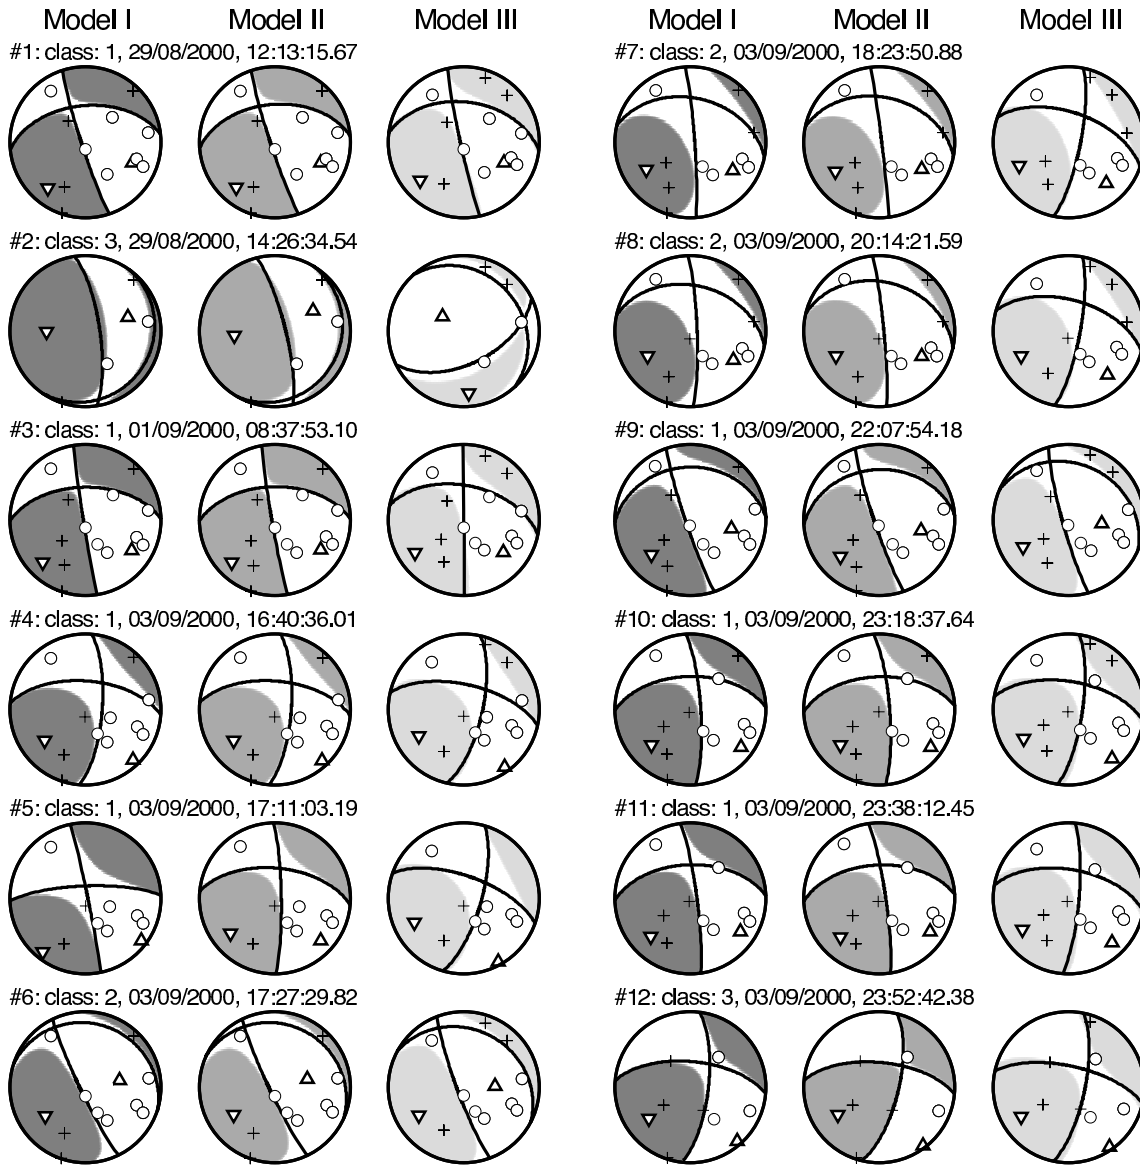 Model I Model II Model III Model I Model II Model III
#1: class: 1, 29/08/2000, 12:13:15.67
#7: class: 2, 03/09/2000, 18:23:50.88
#2: class: 3, 29/08/2000, 14:26:34.54
#8: class: 2, 03/09/2000, 20:14:21.59
#3: class: 1, 01/09/2000, 08:37:53.10
#9: class: 1, 03/09/2000, 22:07:54.18
#4: class: 1, 03/09/2000, 16:40:36.01
#10: class: 1, 03/09/2000, 23:18:37.64
#5: class: 1, 03/09/2000, 17:11:03.19
#11: class: 1, 03/09/2000, 23:38:12.45
#6: class: 2, 03/09/2000, 17:27:29.82
#12: class: 3, 03/09/2000, 23:52:42.38